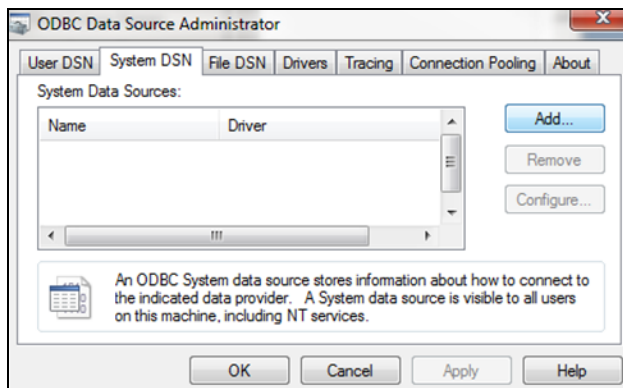 ODBC Data Source Administrator
User DSN System DSN File DSN Drivers Tracing Connection Pooling About
System Data Sources:
Name Driver
Add...
Remove
Configure...
An ODBC System data source stores information about how to connect to
the indicated data provider. A System data source is visible to all users
on this machine, including NT services.
OK Cancel Apply Help